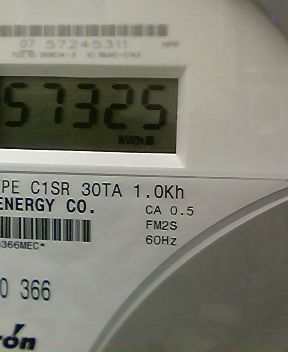 07 57245311
57325
kWh
PE C1SR 30TA 1.0Kh
ENERGY CO.
CA 0.5
FM2S
60Hz
366MEC*
0 366
rón